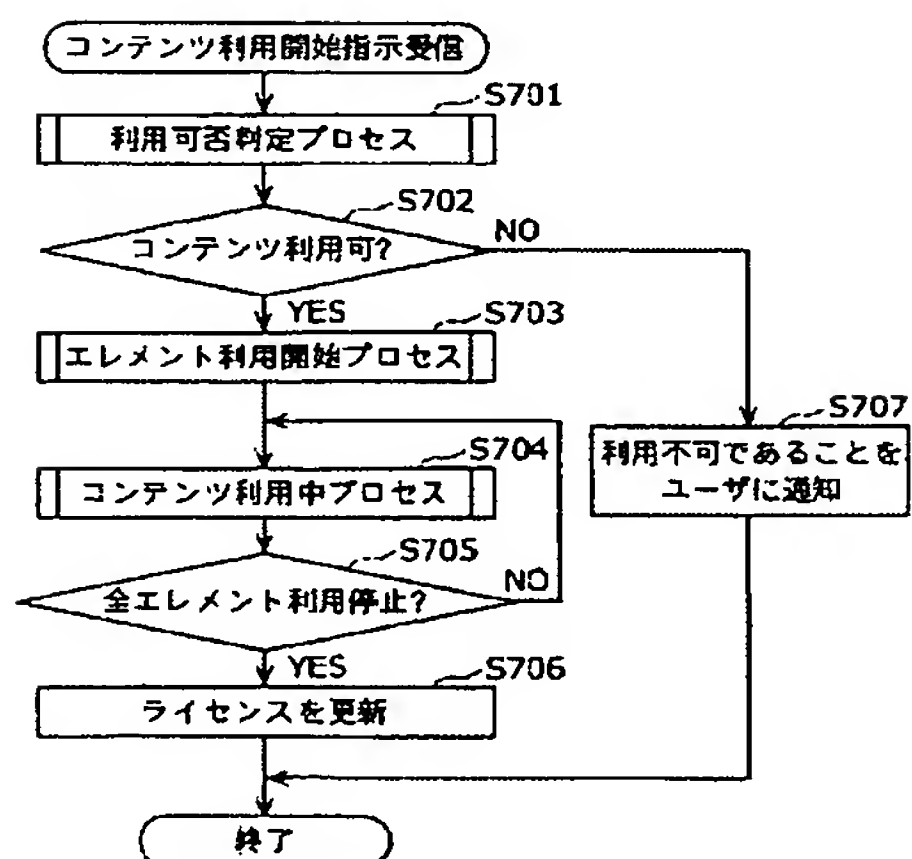 コンテンツ利用開始指示受信
S701
利用可否判定プロセス
S702
コンテンツ利用可?
NO
YES
S703
エレメント利用開始プロセス
S704
コンテンツ利用中プロセス
S705
全エレメント利用停止?
NO
YES
S706
ライセンスを更新
S707
利用不可であることを
ユーザに通知
終了